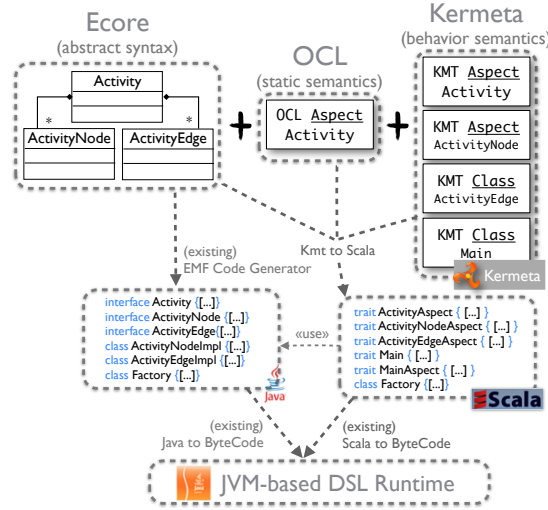 Ecore
(abstract syntax)
OCL
(static semantics)
Kermeta
(behavior semantics)
Activity
*
*
ActivityNode
ActivityEdge
+
OCL Aspect
Activity
+
KMT Aspect
Activity
KMT Aspect
ActivityNode
KMT Class
ActivityEdge
KMT Class
Main
Kermeta
(existing)
EMF Code Generator
Kmt to Scala
interface Activity {[...]}
interface ActivityNode {[...]}
interface ActivityEdge{[...]}
class ActivityNodeImpl {[...]}
class ActivityEdgeImpl {[...]}
class Factory {[...]}
Java
«use»
trait ActivityAspect { [...] }
trait ActivityNodeAspect { [...] }
trait ActivityEdgeAspect { [...] }
trait Main { [...] }
trait MainAspect { [...] }
class Factory {[...]}
Scala
(existing)
Java to ByteCode
(existing)
Scala to ByteCode
JVM-based DSL Runtime